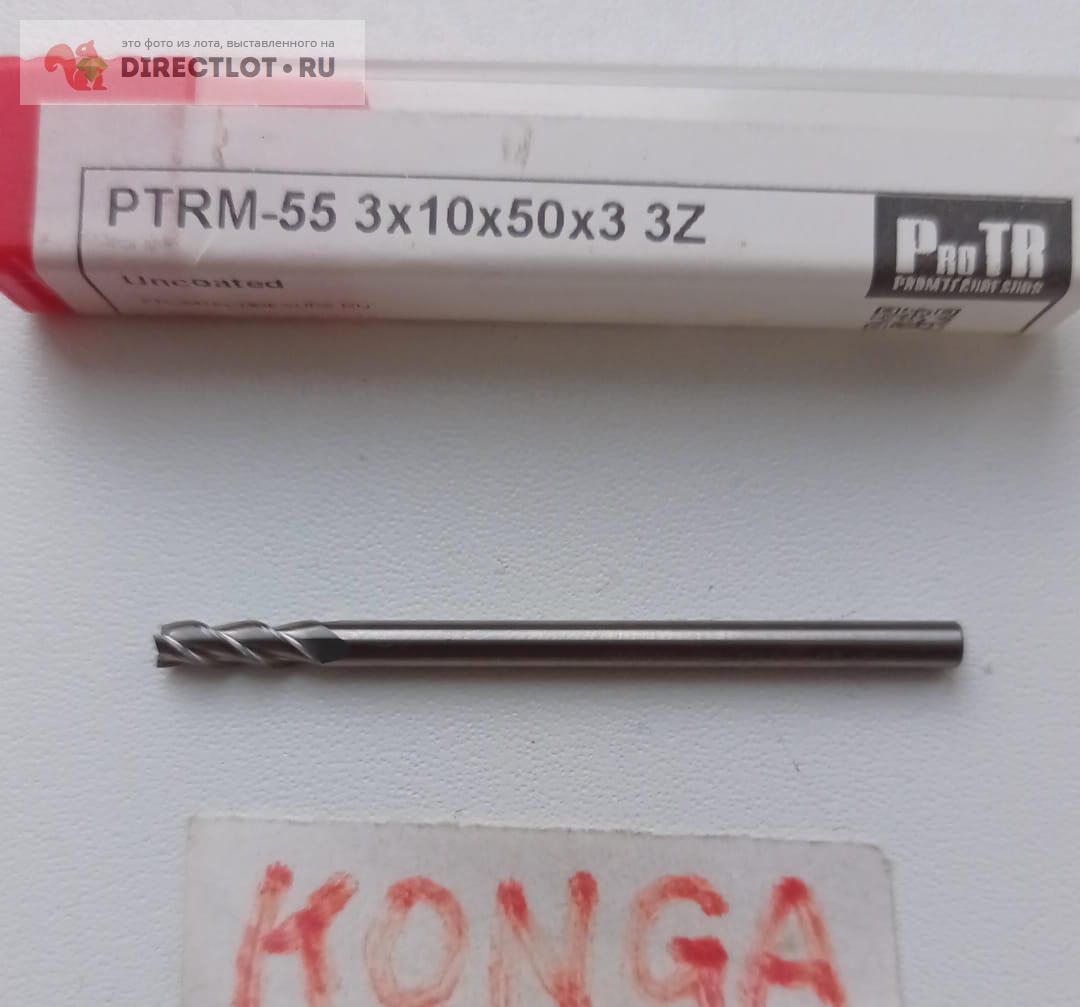 это фото из лота, выставленного на
DIRECTLOT•RU
PTRM-55 3x10x50x3 3Z
Uncoated
PROTR
KONGA